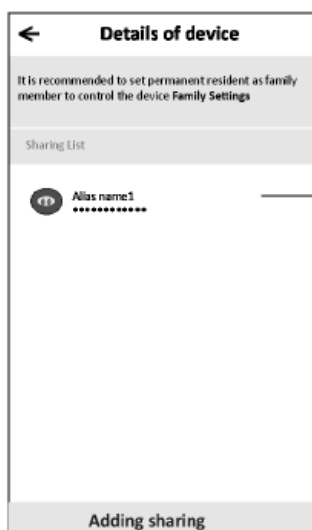 Details of device
It is recommended to set permanent resident as family
member to control the device Family Settings
Sharing List
Alias name1
************
Adding sharing